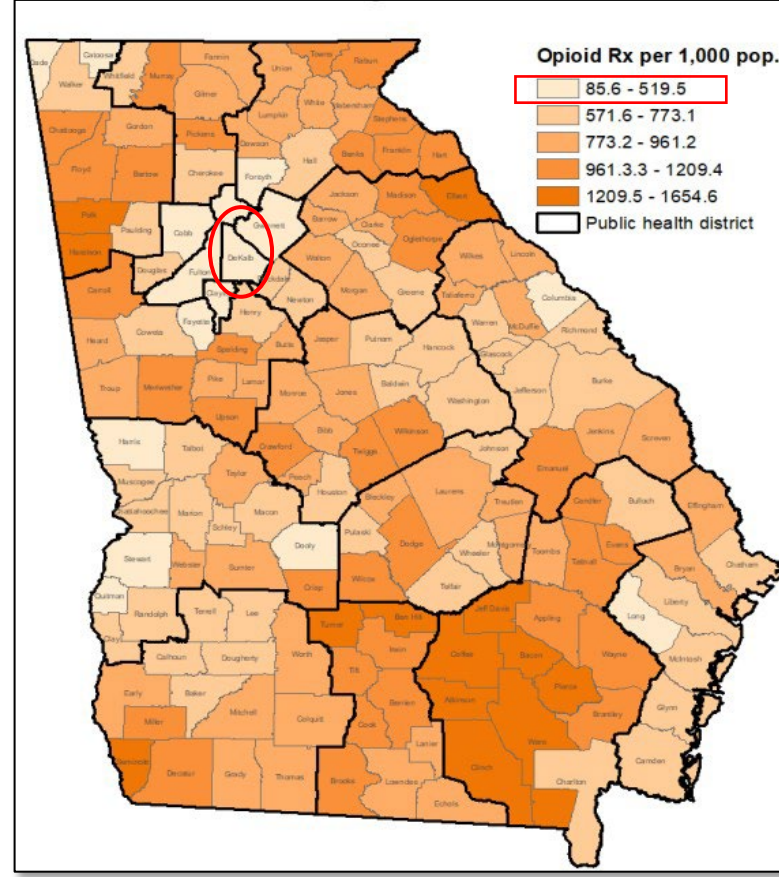 Opioid Rx per 1,000 pop.
85.6 - 519.5
571.6 - 773.1
773.2 - 961.2
961.3.3 - 1209.4
1209.5 - 1654.6
Public health district
Dade
Catoosa
Walker
Whitfield
Murray
Fannin
Union
Towns
Rabun
Gilmer
Lumpkin
White
Habersham
Stephens
Chattooga
Gordon
Pickens
Dawson
Hall
Banks
Franklin
Hart
Floyd
Bartow
Cherokee
Forsyth
Jackson
Madison
Elbert
Polk
Paulding
Cobb
Gwinnett
Barrow
Clarke
Oglethorpe
Haralson
Douglas
Fulton
DeKalb
Walton
Oconee
Wilkes
Lincoln
Carroll
Newton
Morgan
Greene
Taliaferro
Columbia
Fayette
Henry
Coweta
Heard
Spalding
Butts
Jasper
Putnam
Hancock
Warren
McDuffie
Richmond
Glascock
Troup
Meriwether
Pike
Lamar
Monroe
Jones
Baldwin
Washington
Jefferson
Burke
Upson
Bibb
Wilkinson
Jenkins
Screven
Harris
Talbot
Crawford
Twiggs
Johnson
Emanuel
Taylor
Peach
Houston
Bleckley
Laurens
Treutlen
Candler
Bulloch
Effingham
Muscogee
Chattahoochee
Marion
Macon
Schley
Pulaski
Dodge
Wheeler
Montgomery
Toombs
Tattnall
Evans
Bryan
Chatham
Stewart
Webster
Sumter
Dooly
Crisp
Wilcox
Telfair
Liberty
Long
Quitman
Randolph
Terrell
Lee
Turner
Ben Hill
Jeff Davis
Appling
Wayne
McIntosh
Clay
Calhoun
Dougherty
Worth
Tift
Irwin
Coffee
Bacon
Pierce
Early
Baker
Mitchell
Colquitt
Cook
Berrien
Atkinson
Ware
Brantley
Glynn
Miller
Lanier
Clinch
Charlton
Camden
Seminole
Decatur
Grady
Thomas
Brooks
Lowndes
Echols